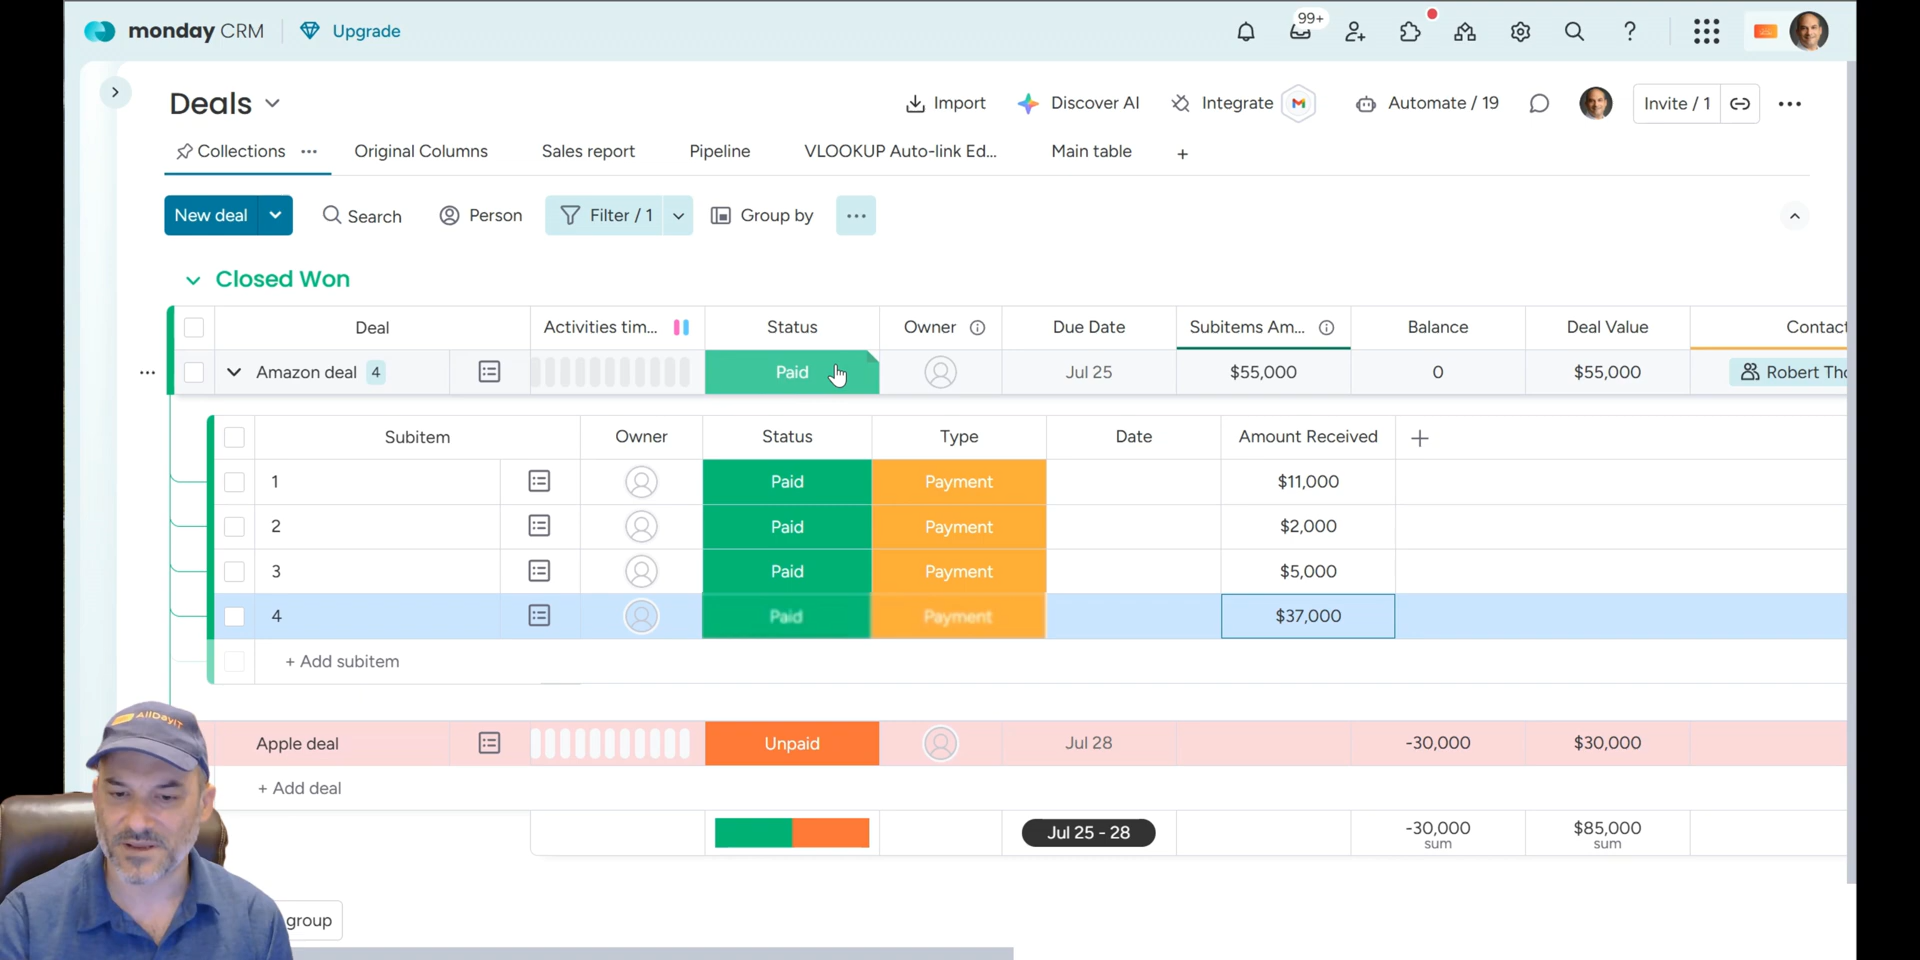 monday CRM
Upgrade
99+
Deals
Import
Discover AI
Integrate
Automate / 19
Invite / 1
Collections
Original Columns
Sales report
Pipeline
VLOOKUP Auto-link Ed...
Main table
+
New deal
Search
Person
Filter / 1
Group by
Closed Won
Deal
Activities tim...
Status
Owner
Due Date
Subitems Am...
Balance
Deal Value
Contact
Amazon deal 4
Paid
Jul 25
$55,000
0
$55,000
Robert Tho
Subitem
Owner
Status
Type
Date
Amount Received
+
1
Paid
Payment
$11,000
2
Paid
Payment
$2,000
3
Paid
Payment
$5,000
4
Paid
Payment
$37,000
+ Add subitem
Apple deal
Unpaid
Jul 28
-30,000
$30,000
+ Add deal
Jul 25 - 28
-30,000
sum
$85,000
sum
AllDayIT
group